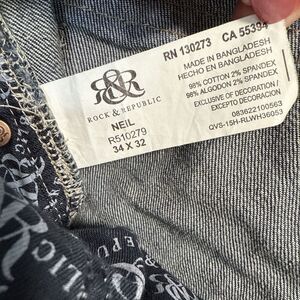 R&R
ROCK & REPUBLIC
NEIL
R510279
34 X 32
RN 130273 CA 55394
MADE IN BANGLADESH
HECHO EN BANGLADESH
98% COTTON 2% SPANDEX
98% ALGODON 2% SPANDEX
EXCLUSIVE OF DECORATION /
EXCEPTO DECORACION
083622100563
QVS-15H-RLWH36053